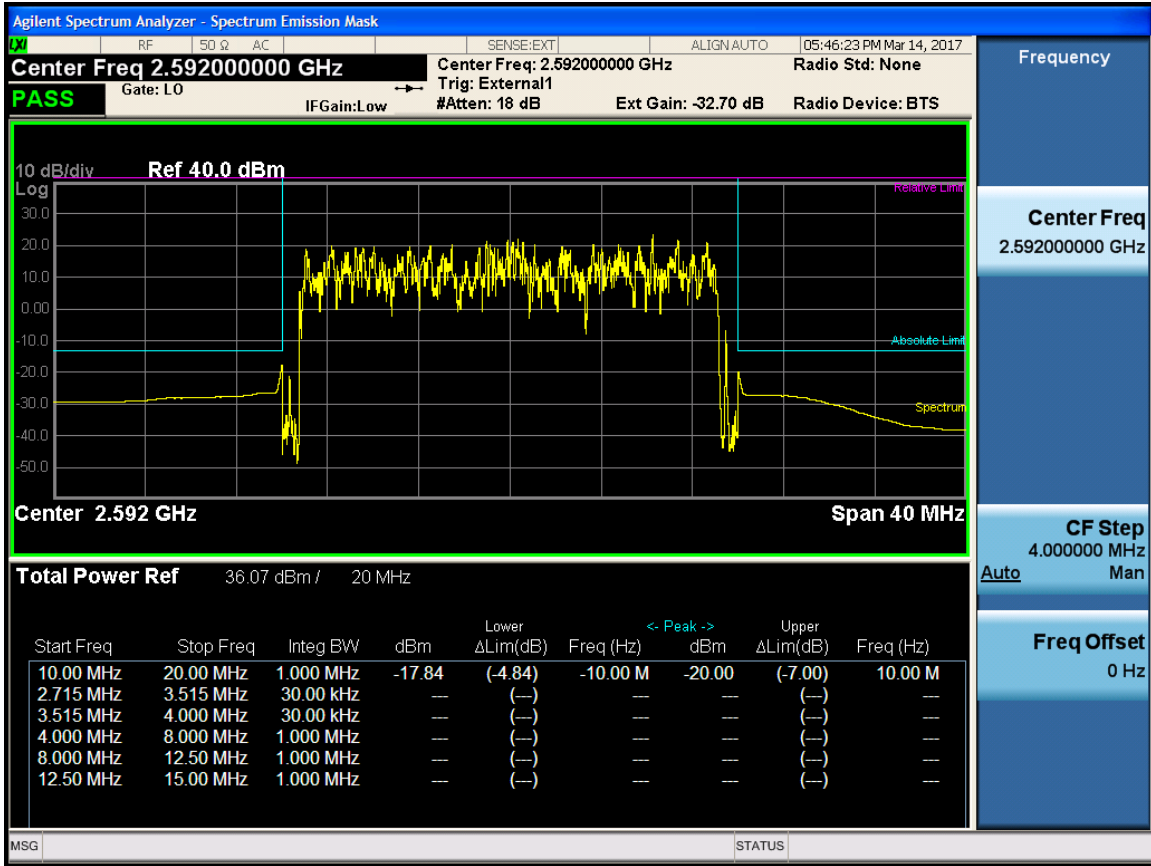 Agilent Spectrum Analyzer - Spectrum Emission Mask
LXI RF 50 Ω AC SENSE:EXT ALIGN AUTO 05:46:23 PM Mar 14, 2017
Center Freq 2.592000000 GHz Center Freq: 2.592000000 GHz Radio Std: None
PASS Gate: LO Trig: External1
IFGain:Low #Atten: 18 dB Ext Gain: -32.70 dB Radio Device: BTS
10 dB/div Ref 40.0 dBm
Log
Relative Limit
30.0
20.0
10.0
0.00
-10.0
Absolute Limit
-20.0
-30.0
Spectrum
-40.0
-50.0
Center 2.592 GHz Span 40 MHz
Total Power Ref 36.07 dBm / 20 MHz
Lower <- Peak -> Upper
Start Freq Stop Freq Integ BW dBm ΔLim(dB) Freq (Hz) dBm ΔLim(dB) Freq (Hz)
10.00 MHz 20.00 MHz 1.000 MHz -17.84 (-4.84) -10.00 M -20.00 (-7.00) 10.00 M
2.715 MHz 3.515 MHz 30.00 kHz --- (---) --- --- (---) ---
3.515 MHz 4.000 MHz 30.00 kHz --- (---) --- --- (---) ---
4.000 MHz 8.000 MHz 1.000 MHz --- (---) --- --- (---) ---
8.000 MHz 12.50 MHz 1.000 MHz --- (---) --- --- (---) ---
12.50 MHz 15.00 MHz 1.000 MHz --- (---) --- --- (---) ---
MSG STATUS
Frequency
Center Freq
2.592000000 GHz
CF Step
4.000000 MHz
Auto Man
Freq Offset
0 Hz